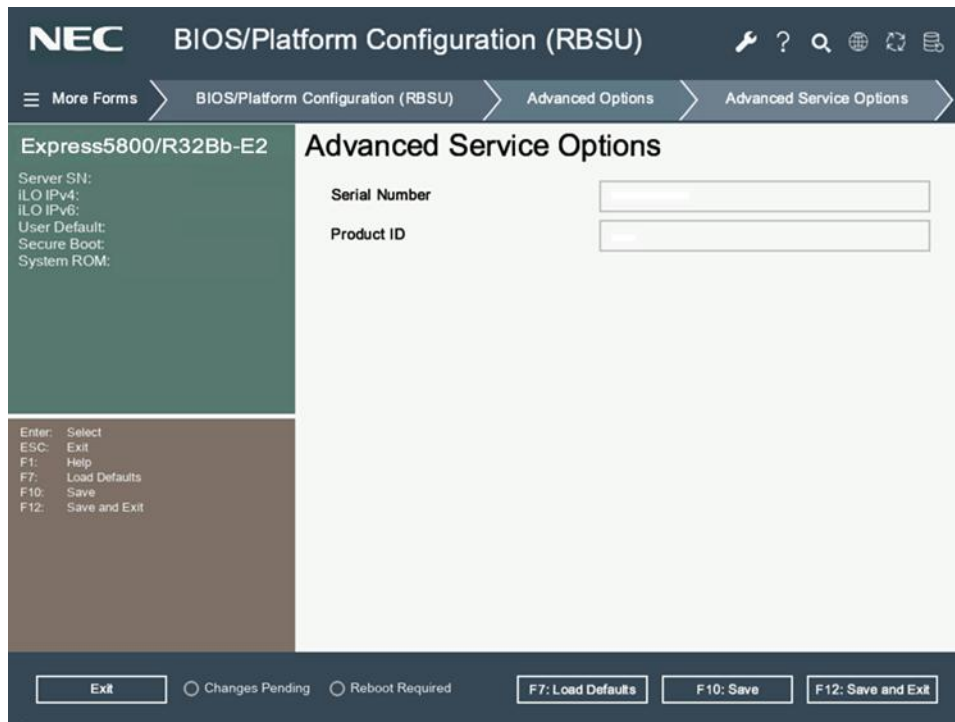 NEC BIOS/Platform Configuration (RBSU)
More Forms BIOS/Platform Configuration (RBSU) Advanced Options Advanced Service Options
Express5800/R32Bb-E2
Server SN:
iLO IPv4:
iLO IPv6:
User Default:
Secure Boot:
System ROM:
Advanced Service Options
Serial Number
Product ID
Enter: Select
ESC: Exit
F1: Help
F7: Load Defaults
F10: Save
F12: Save and Exit
Exit Changes Pending Reboot Required F7: Load Defaults F10: Save F12: Save and Exit